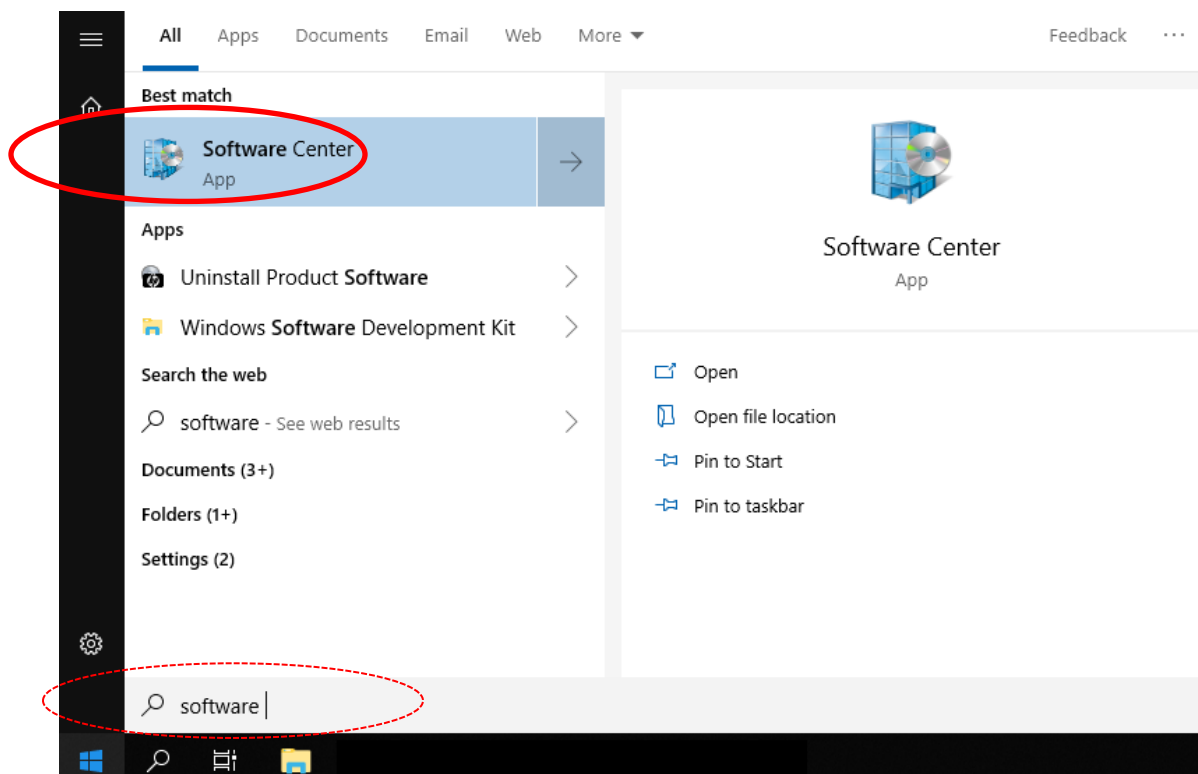 All Apps Documents Email Web More Feedback ...
Best match
Software Center
App
Apps
Uninstall Product Software
Windows Software Development Kit
Search the web
software - See web results
Documents (3+)
Folders (1+)
Settings (2)
Software Center
App
Open
Open file location
Pin to Start
Pin to taskbar
software